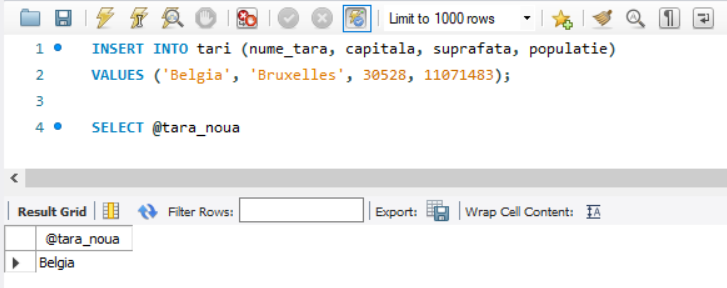 Limit to 1000 rows
1 INSERT INTO tari (nume_tara, capitala, suprafata, populatie)
2 VALUES ('Belgia', 'Bruxelles', 30528, 11071483);
3
4 SELECT @tara_noua
Result Grid Filter Rows: Export: Wrap Cell Content: IA
@tara_noua
Belgia